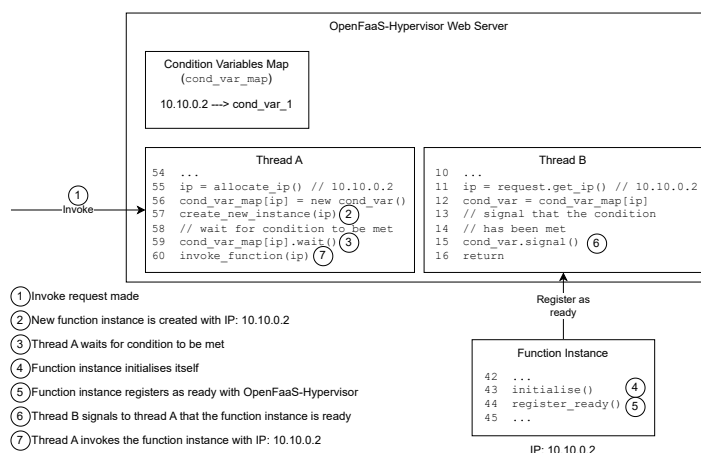 OpenFaaS-Hypervisor Web Server
Condition Variables Map
(cond_var_map)
10.10.0.2 ---> cond_var_1
Thread A
54 ...
55 ip = allocate_ip() // 10.10.0.2
56 cond_var_map[ip] = new cond_var()
57 create_new_instance(ip) 2
58 // wait for condition to be met
59 cond_var_map[ip].wait() 3
60 invoke_function(ip) 7
Thread B
10 ...
11 ip = request.get_ip() // 10.10.0.2
12 cond_var = cond_var_map[ip]
13 // signal that the condition
14 // has been met
15 cond_var.signal() 6
16 return
1
Invoke
Register as
ready
Function Instance
42 ...
43 initialise() 4
44 register_ready() 5
45 ...
IP: 10.10.0.2
1 Invoke request made
2 New function instance is created with IP: 10.10.0.2
3 Thread A waits for condition to be met
4 Function instance initialises itself
5 Function instance registers as ready with OpenFaaS-Hypervisor
6 Thread B signals to thread A that the function instance is ready
7 Thread A invokes the function instance with IP: 10.10.0.2